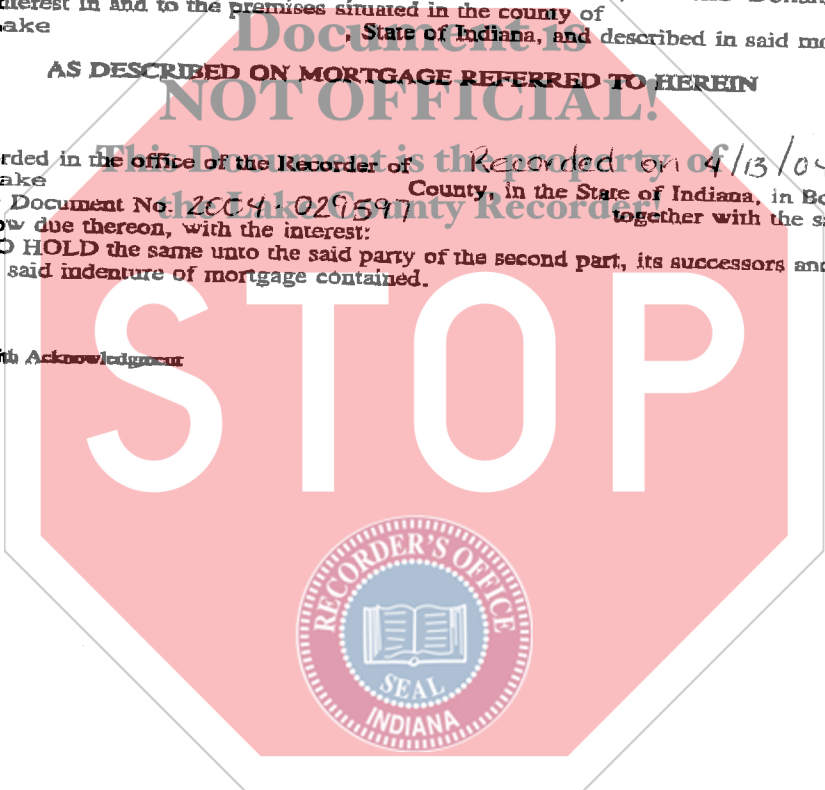 interest in and to the premises situated in the county of
ake , State of Indiana, and described in said mo
Document is
AS DESCRIBED ON MORTGAGE REFERRED TO HEREIN
NOT OFFICIAL!
rded in the office of the Recorder of Recorded on 4/13/04
This Document is the property of
ake County, in the State of Indiana, in Bo
Document No. 2004-029597 together with the s
the Lake County Recorder!
ow due thereon, with the interest:
O HOLD the same unto the said party of the second part, its successors and
said indenture of mortgage contained.
th Acknowledgment
STOP
RECORDER'S OFFICE
SEAL
INDIANA